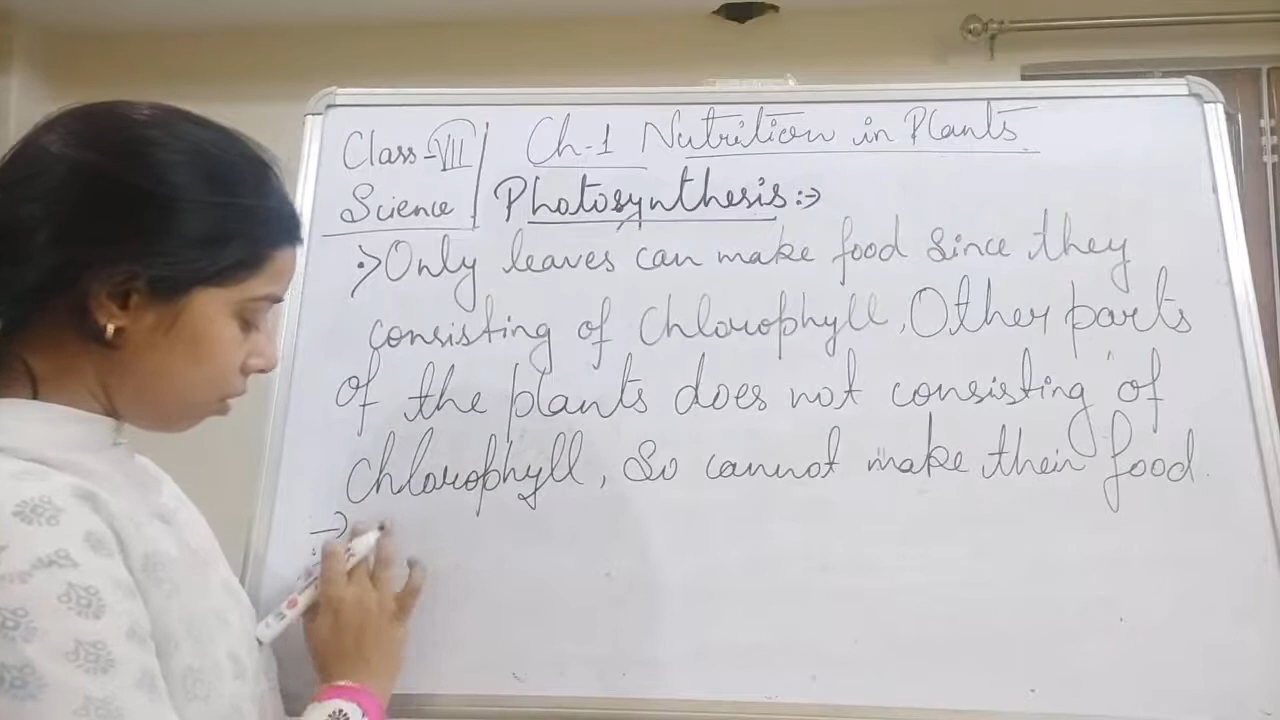 Class-VII
Science
Ch-1 Nutrition in Plants
Photosynthesis:→
:→Only leaves can make food since they
consisting of Chlorophyll, Other parts
of the plants does not consisting of
Chlorophyll, So cannot make their food.
:→